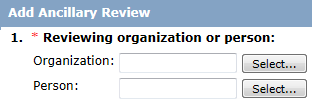 Add Ancillary Review
1. * Reviewing organization or person:
Organization: Select...
Person: Select...